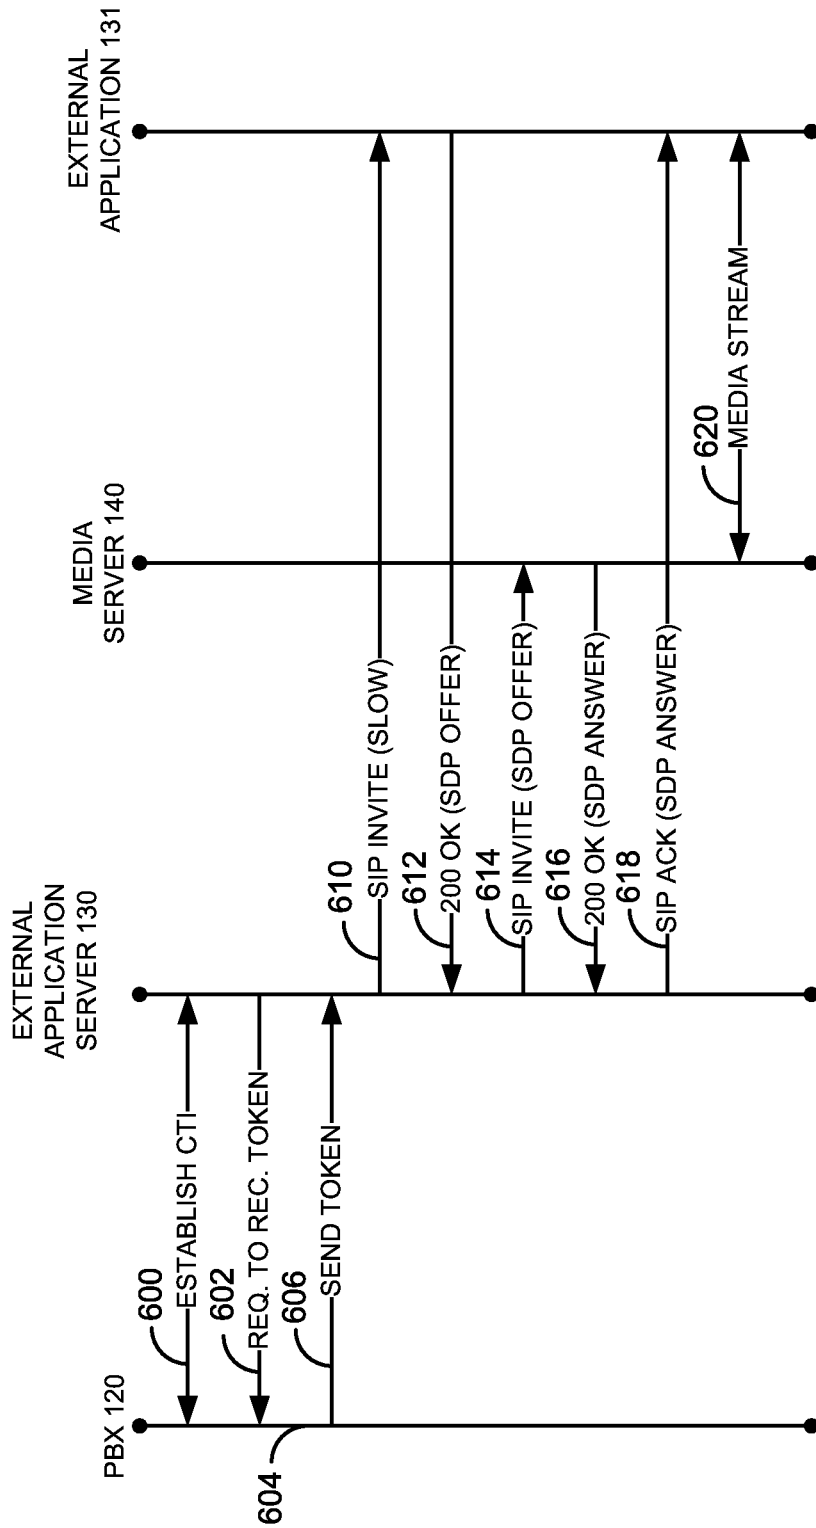 PBX 120
EXTERNAL
APPLICATION
SERVER 130
MEDIA
SERVER 140
EXTERNAL
APPLICATION 131
600
ESTABLISH CTI
602
REQ. TO REC. TOKEN
604
606
SEND TOKEN
610
SIP INVITE (SLOW)
612
200 OK (SDP OFFER)
614
SIP INVITE (SDP OFFER)
616
200 OK (SDP ANSWER)
618
SIP ACK (SDP ANSWER)
620
MEDIA STREAM